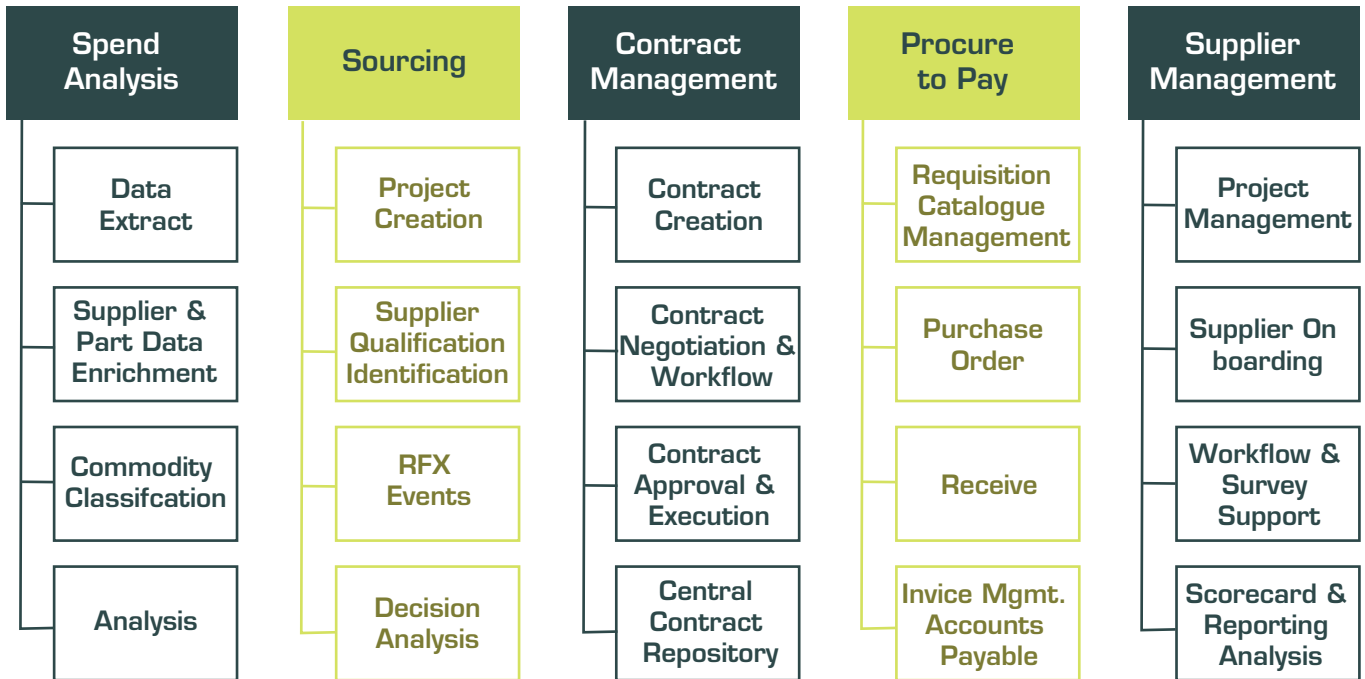 Spend
Analysis
Data
Extract
Supplier &
Part Data
Enrichment
Commodity
Classifcation
Analysis
Sourcing
Project
Creation
Supplier
Qualification
Identification
RFX
Events
Decision
Analysis
Contract
Management
Contract
Creation
Contract
Negotiation &
Workflow
Contract
Approval &
Execution
Central
Contract
Repository
Procure
to Pay
Requisition
Catalogue
Management
Purchase
Order
Receive
Invice Mgmt.
Accounts
Payable
Supplier
Management
Project
Management
Supplier On
boarding
Workflow &
Survey
Support
Scorecard &
Reporting
Analysis